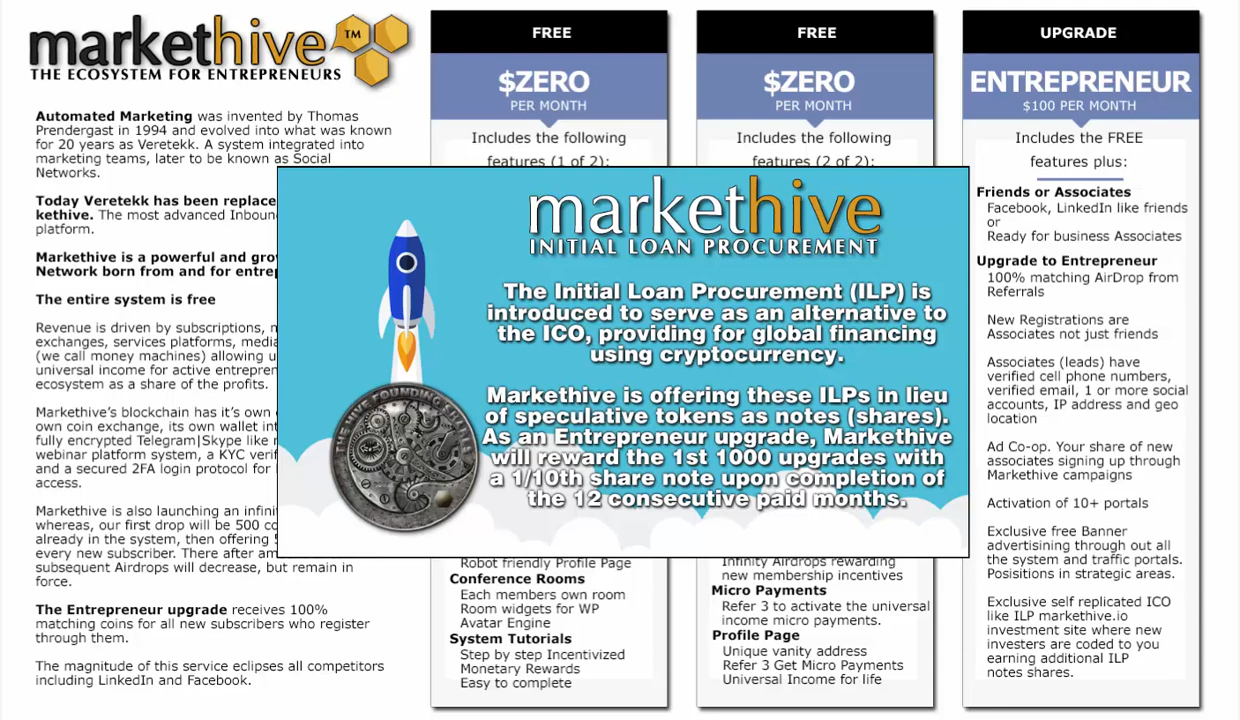 markethive
TM
THE ECOSYSTEM FOR ENTREPRENEURS
Automated Marketing was invented by Thomas
Prendergast in 1994 and evolved into what was known
for 20 years as Veretekk. A system integrated into
marketing teams, later to be known as Social
Networks.
Today Veretekk has been replace
kethive. The most advanced Inboun
platform.
Markethive is a powerful and gro
Network born from and for entrep
The entire system is free
Revenue is driven by subscriptions,
exchanges, services platforms, media
(we call money machines) allowing u
universal income for active entrepren
ecosystem as a share of the profits.
Markethive's blockchain has it's own
own coin exchange, its own wallet int
fully encrypted Telegram|Skype like
webinar platform system, a KYC verif
and a secured 2FA login protocol for
access.
Markethive is also launching an infinit
whereas, our first drop will be 500 co
already in the system, then offering
every new subscriber. There after am
subsequent Airdrops will decrease, but remain in
force.
The Entrepreneur upgrade receives 100%
matching coins for all new subscribers who register
through them.
The magnitude of this service eclipses all competitors
including LinkedIn and Facebook.
FREE
$ZERO
PER MONTH
Includes the following
features (1 of 2):
Robot friendly Profile Page
Conference Rooms
Each members own room
Room widgets for WP
Avatar Engine
System Tutorials
Step by step Incentivized
Monetary Rewards
Easy to complete
FREE
$ZERO
PER MONTH
Includes the following
features (2 of 2):
Infinity Airdrops rewarding
new membership incentives
Micro Payments
Refer 3 to activate the universal
income micro payments.
Profile Page
Unique vanity address
Refer 3 Get Micro Payments
Universal Income for life
UPGRADE
ENTREPRENEUR
$100 PER MONTH
Includes the FREE
features plus:
Friends or Associates
Facebook, LinkedIn like friends
or
Ready for business Associates
Upgrade to Entrepreneur
100% matching AirDrop from
Referrals
New Registrations are
Associates not just friends
Associates (leads) have
verified cell phone numbers,
verified email, 1 or more social
accounts, IP address and geo
location
Ad Co-op. Your share of new
associates signing up through
Markethive campaigns
Activation of 10+ portals
Exclusive free Banner
advertisining through out all
the system and traffic portals.
Posisitions in strategic areas.
Exclusive self replicated ICO
like ILP markethive.io
investment site where new
investers are coded to you
earning additional ILP
notes shares.
markethive
INITIAL LOAN PROCUREMENT
The Initial Loan Procurement (ILP) is
introduced to serve as an alternative to
the ICO, providing for global financing
using cryptocurrency.
Markethive is offering these ILPs in lieu
of speculative tokens as notes (shares).
As an Entrepreneur upgrade, Markethive
will reward the 1st 1000 upgrades with
a 1/10th share note upon completion of
the 12 consecutive paid months.
THE HIVE FOUNDING